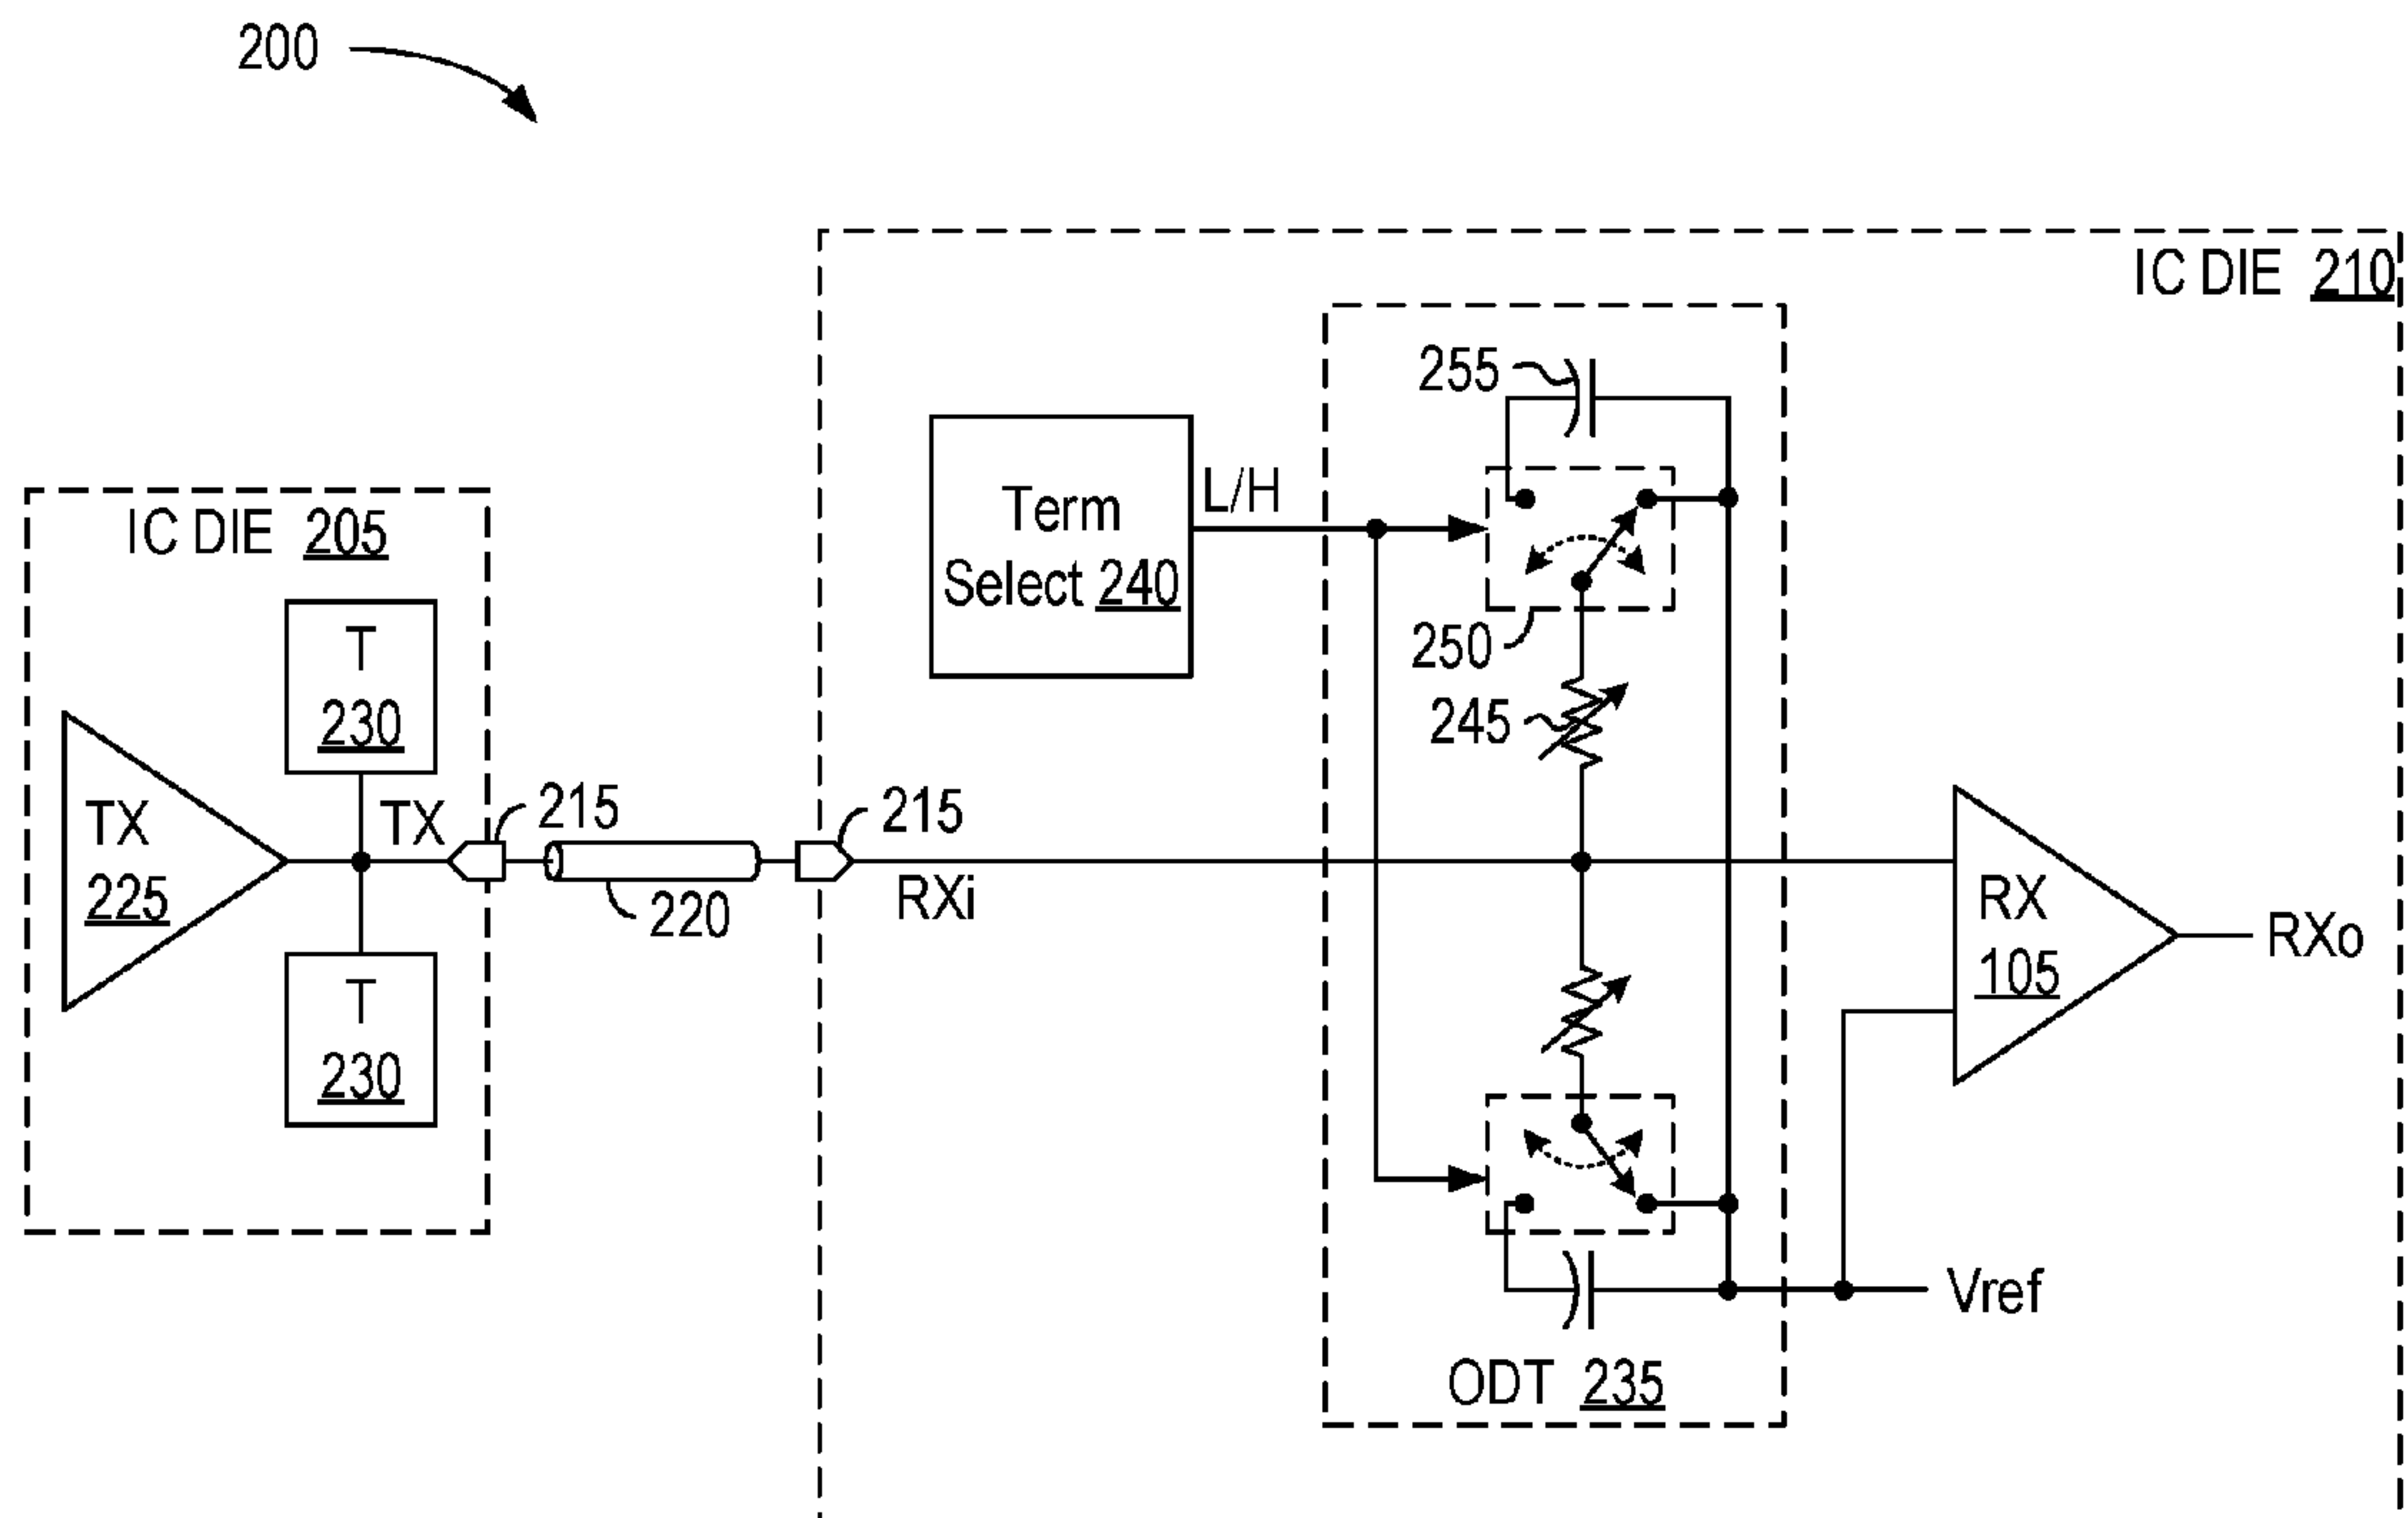 200
IC DIE 210
255
Term
Select 240
L/H
IC DIE 205
T
230
250
245
TX
225
TX
215
215
220
RXi
RX
105
RXo
T
230
Vref
ODT 235